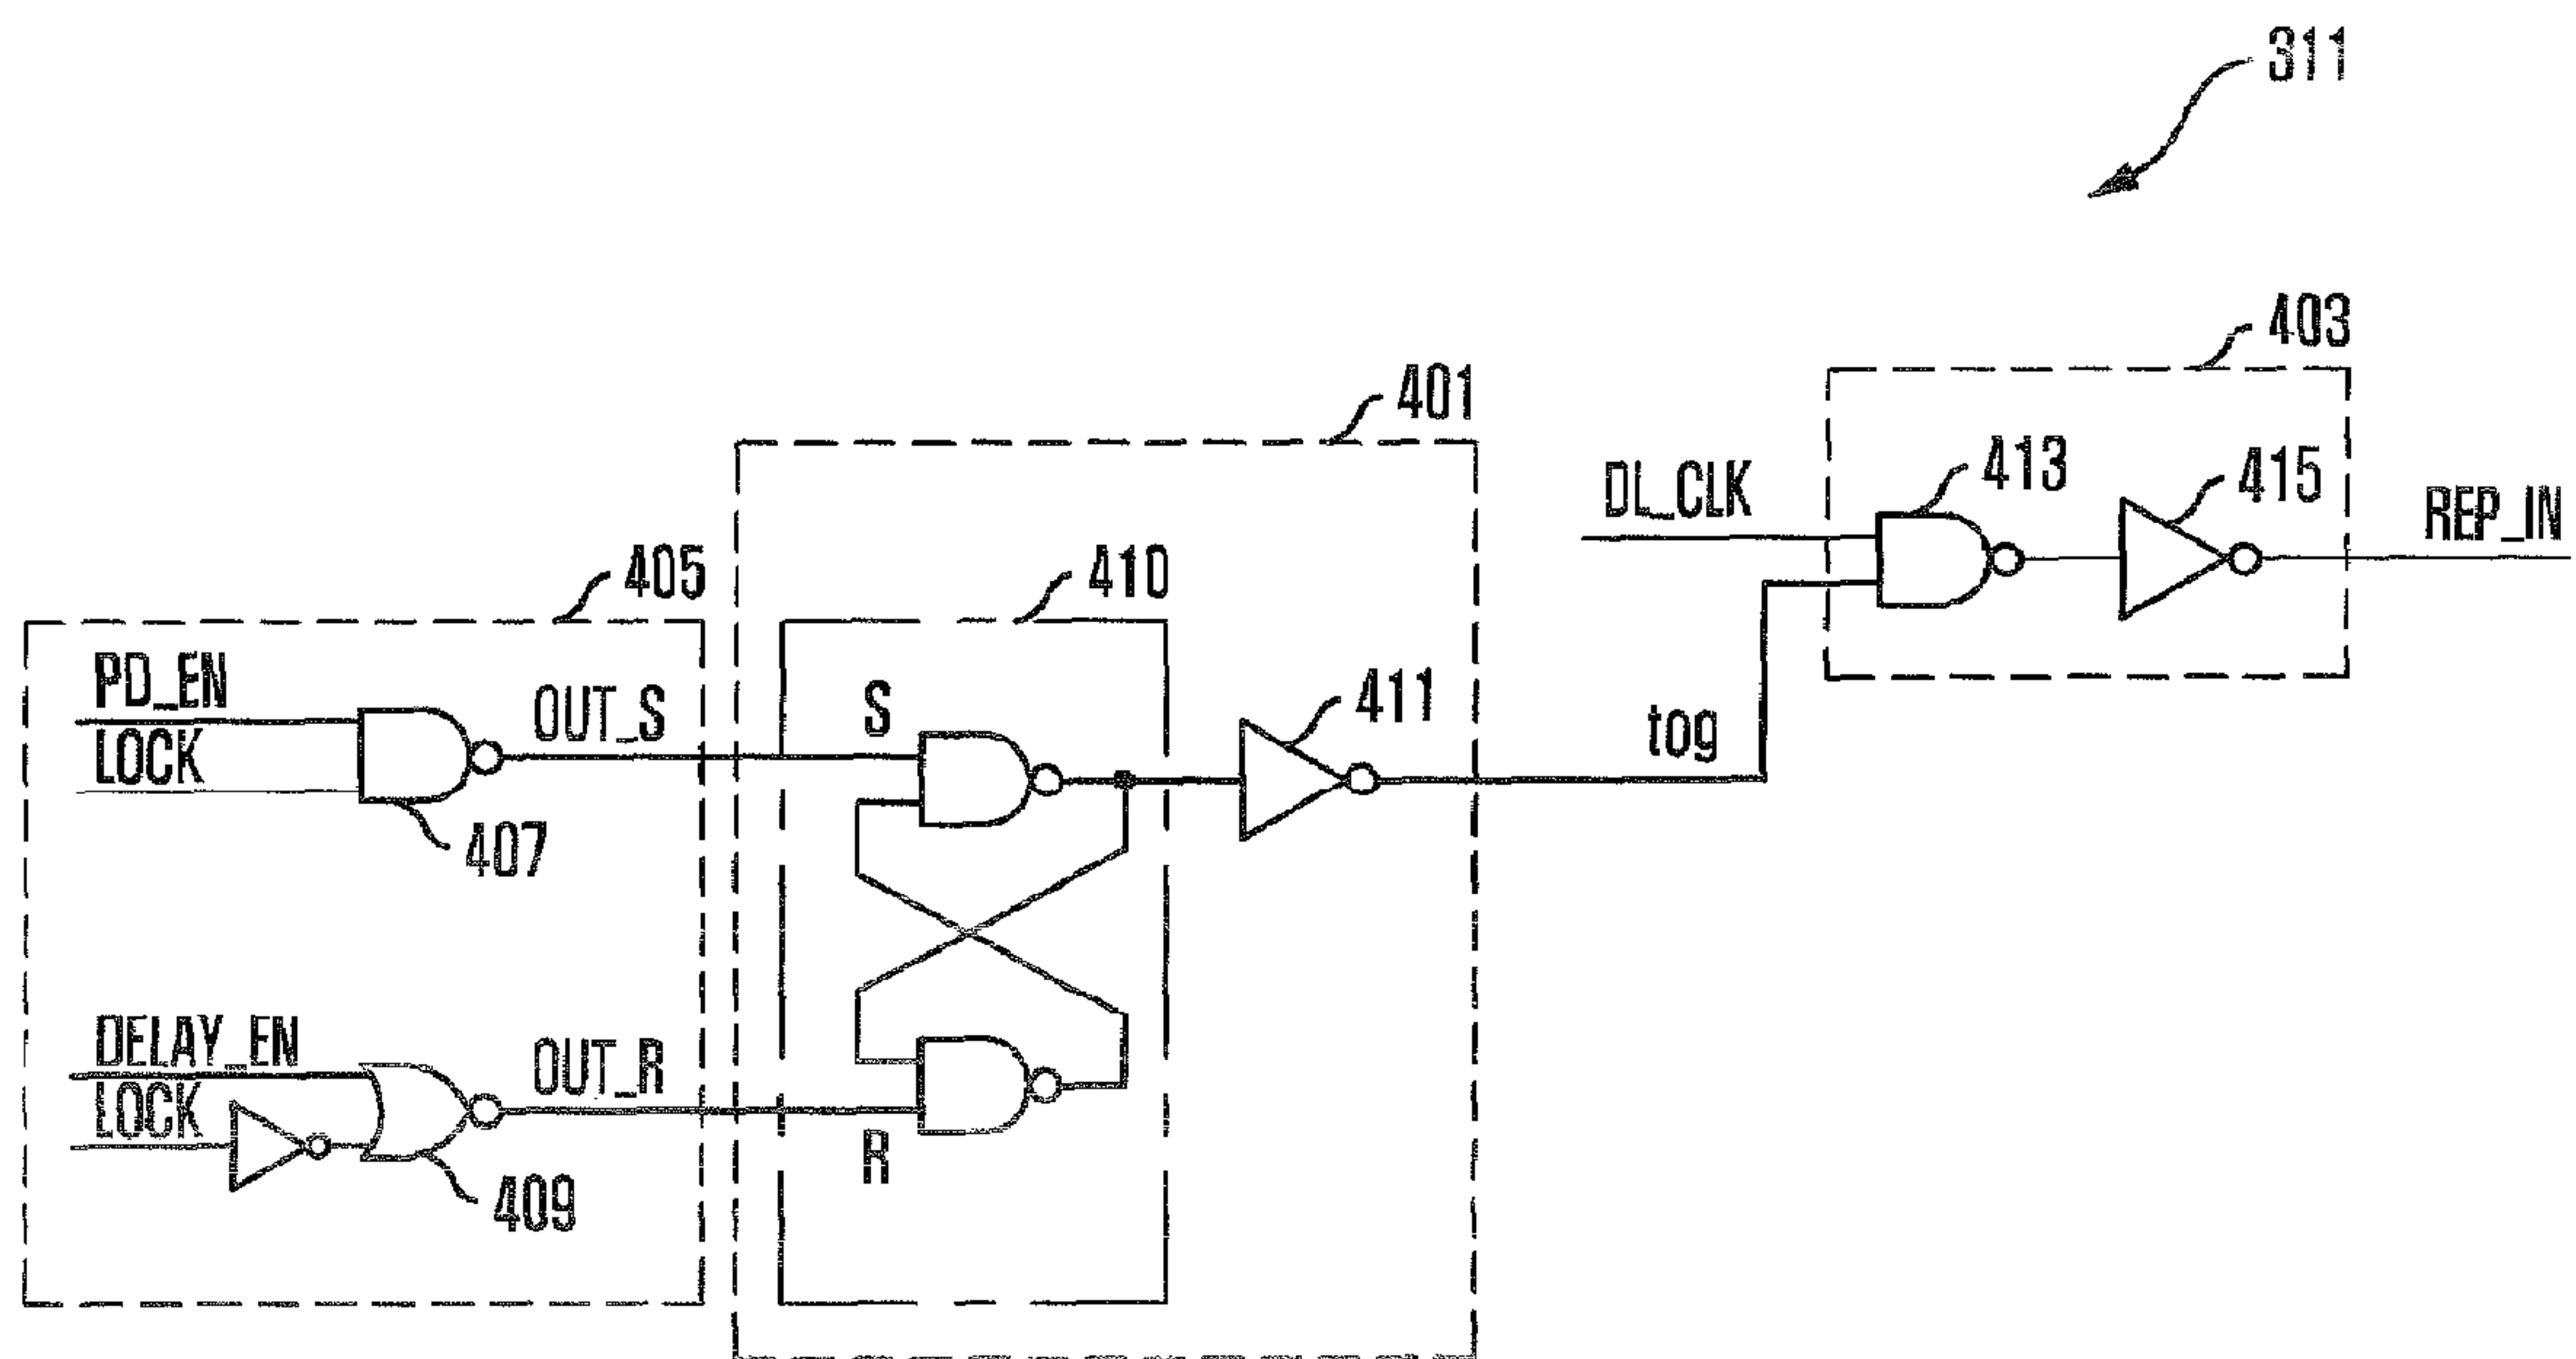 311
403
401
DL_CLK
413
415
REP_IN
405
410
PD_EN
LOCK
OUT_S
S
411
tog
407
DELAY_EN
LOCK
OUT_R
R
409